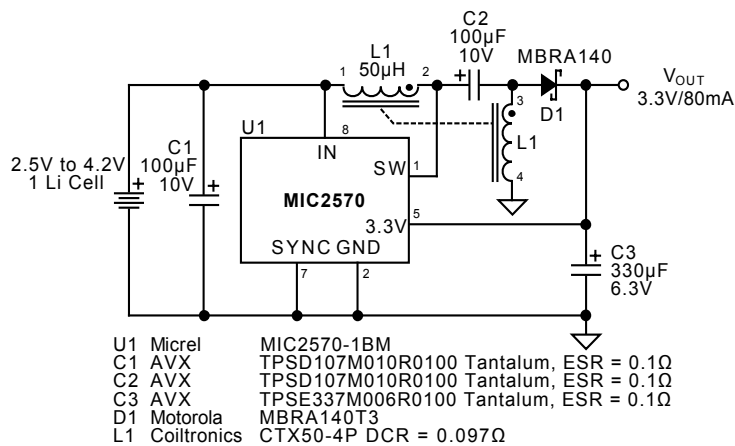 C2
100µF
10V
L1
50µH
MBRA140
1
2
+
VOUT
3.3V/80mA
3
D1
U1
8
IN
L1
C1
100µF
10V
2.5V to 4.2V
1 Li Cell
+
+
SW
1
4
MIC2570
3.3V
5
SYNC GND
7
2
+
C3
330µF
6.3V
U1 Micrel MIC2570-1BM
C1 AVX TPSD107M010R0100 Tantalum, ESR = 0.1Ω
C2 AVX TPSD107M010R0100 Tantalum, ESR = 0.1Ω
C3 AVX TPSE337M006R0100 Tantalum, ESR = 0.1Ω
D1 Motorola MBRA140T3
L1 Coiltronics CTX50-4P DCR = 0.097Ω